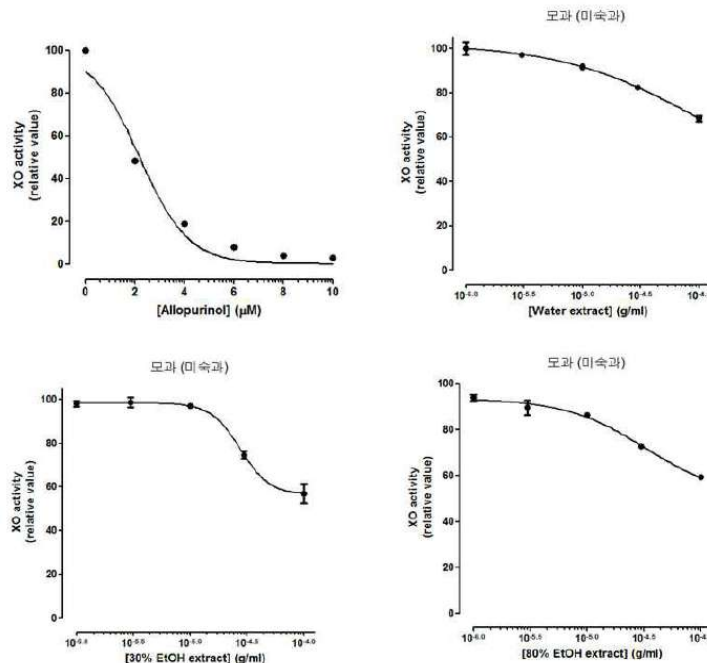 100
80
60
40
20
0
XO activity
(relative value)
0 2 4 6 8 10
[Allopurinol] (μM)
모과 (미숙과)
100
80
60
40
20
0
XO activity
(relative value)
10-6.0 10-5.5 10-5.0 10-4.5
[Water extract] (g/ml)
모과 (미숙과)
100
80
60
40
20
0
XO activity
(relative value)
10-5.5 10-5.0 10-4.5 10-4.0
[30% EtOH extract] (g/ml)
모과 (미숙과)
100
80
60
40
20
0
XO activity
(relative value)
10-6.0 10-5.5 10-5.0 10-4.5
[80% EtOH extract] (g/ml)